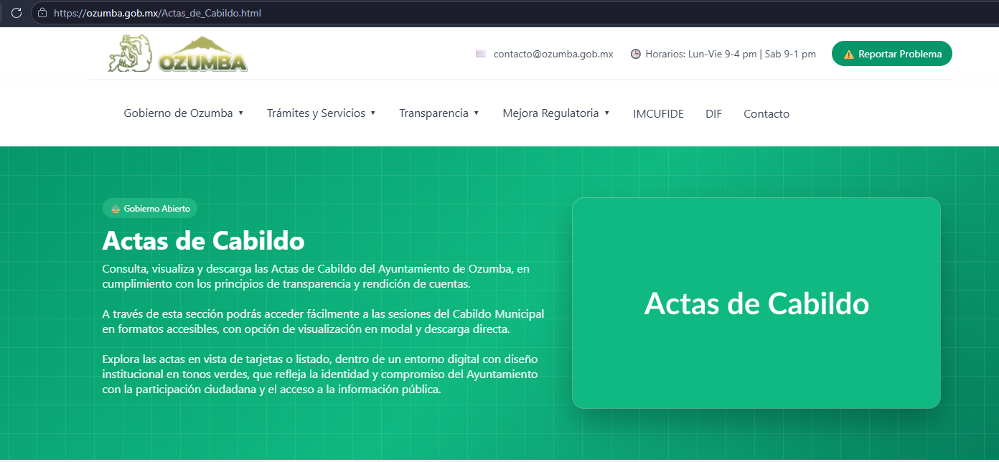 https://ozumba.gob.mx/Actas_de_Cabildo.html
OZUMBA
contacto@ozumba.gob.mx
Horarios: Lun-Vie 9-4 pm | Sab 9-1 pm
Reportar Problema
Gobierno de Ozumba ▼
Trámites y Servicios ▼
Transparencia ▼
Mejora Regulatoria ▼
IMCUFIDE
DIF
Contacto
Gobierno Abierto
Actas de Cabildo
Consulta, visualiza y descarga las Actas de Cabildo del Ayuntamiento de Ozumba, en
cumplimiento con los principios de transparencia y rendición de cuentas.
A través de esta sección podrás acceder fácilmente a las sesiones del Cabildo Municipal
en formatos accesibles, con opción de visualización en modal y descarga directa.
Explora las actas en vista de tarjetas o listado, dentro de un entorno digital con diseño
institucional en tonos verdes, que refleja la identidad y compromiso del Ayuntamiento
con la participación ciudadana y el acceso a la información pública.
Actas de Cabildo